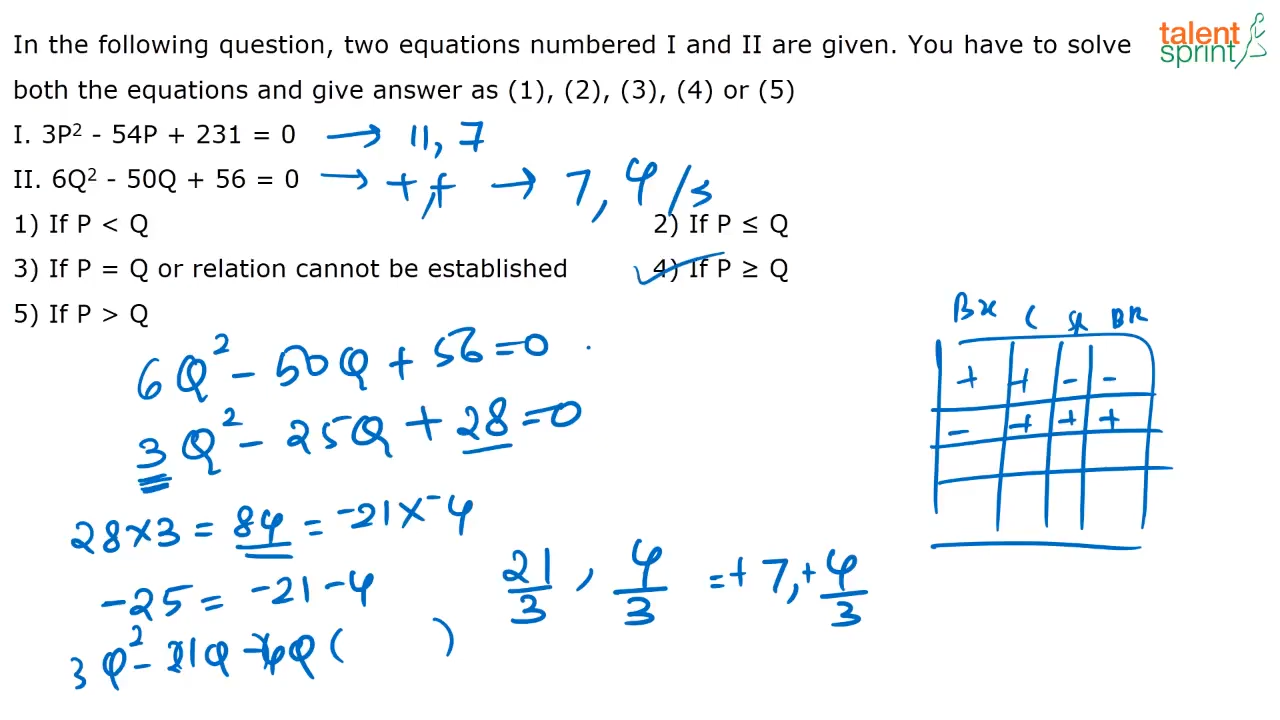 talent
sprint
In the following question, two equations numbered I and II are given. You have to solve
both the equations and give answer as (1), (2), (3), (4) or (5)
I. 3P² - 54P + 231 = 0 → 11, 7
II. 6Q² - 50Q + 56 = 0 → +,+ → 7, 4/3
1) If P < Q 2) If P ≤ Q
3) If P = Q or relation cannot be established 4) If P ≥ Q
5) If P > Q
6Q² - 50Q + 56 = 0
3Q² - 25Q + 28 = 0
28×3 = 84 = -21×-4
-25 = -21-4
21/3, 4/3 = +7, +4/3
3Q² - 21Q - 4Q ( )
+ + - -
- + + +